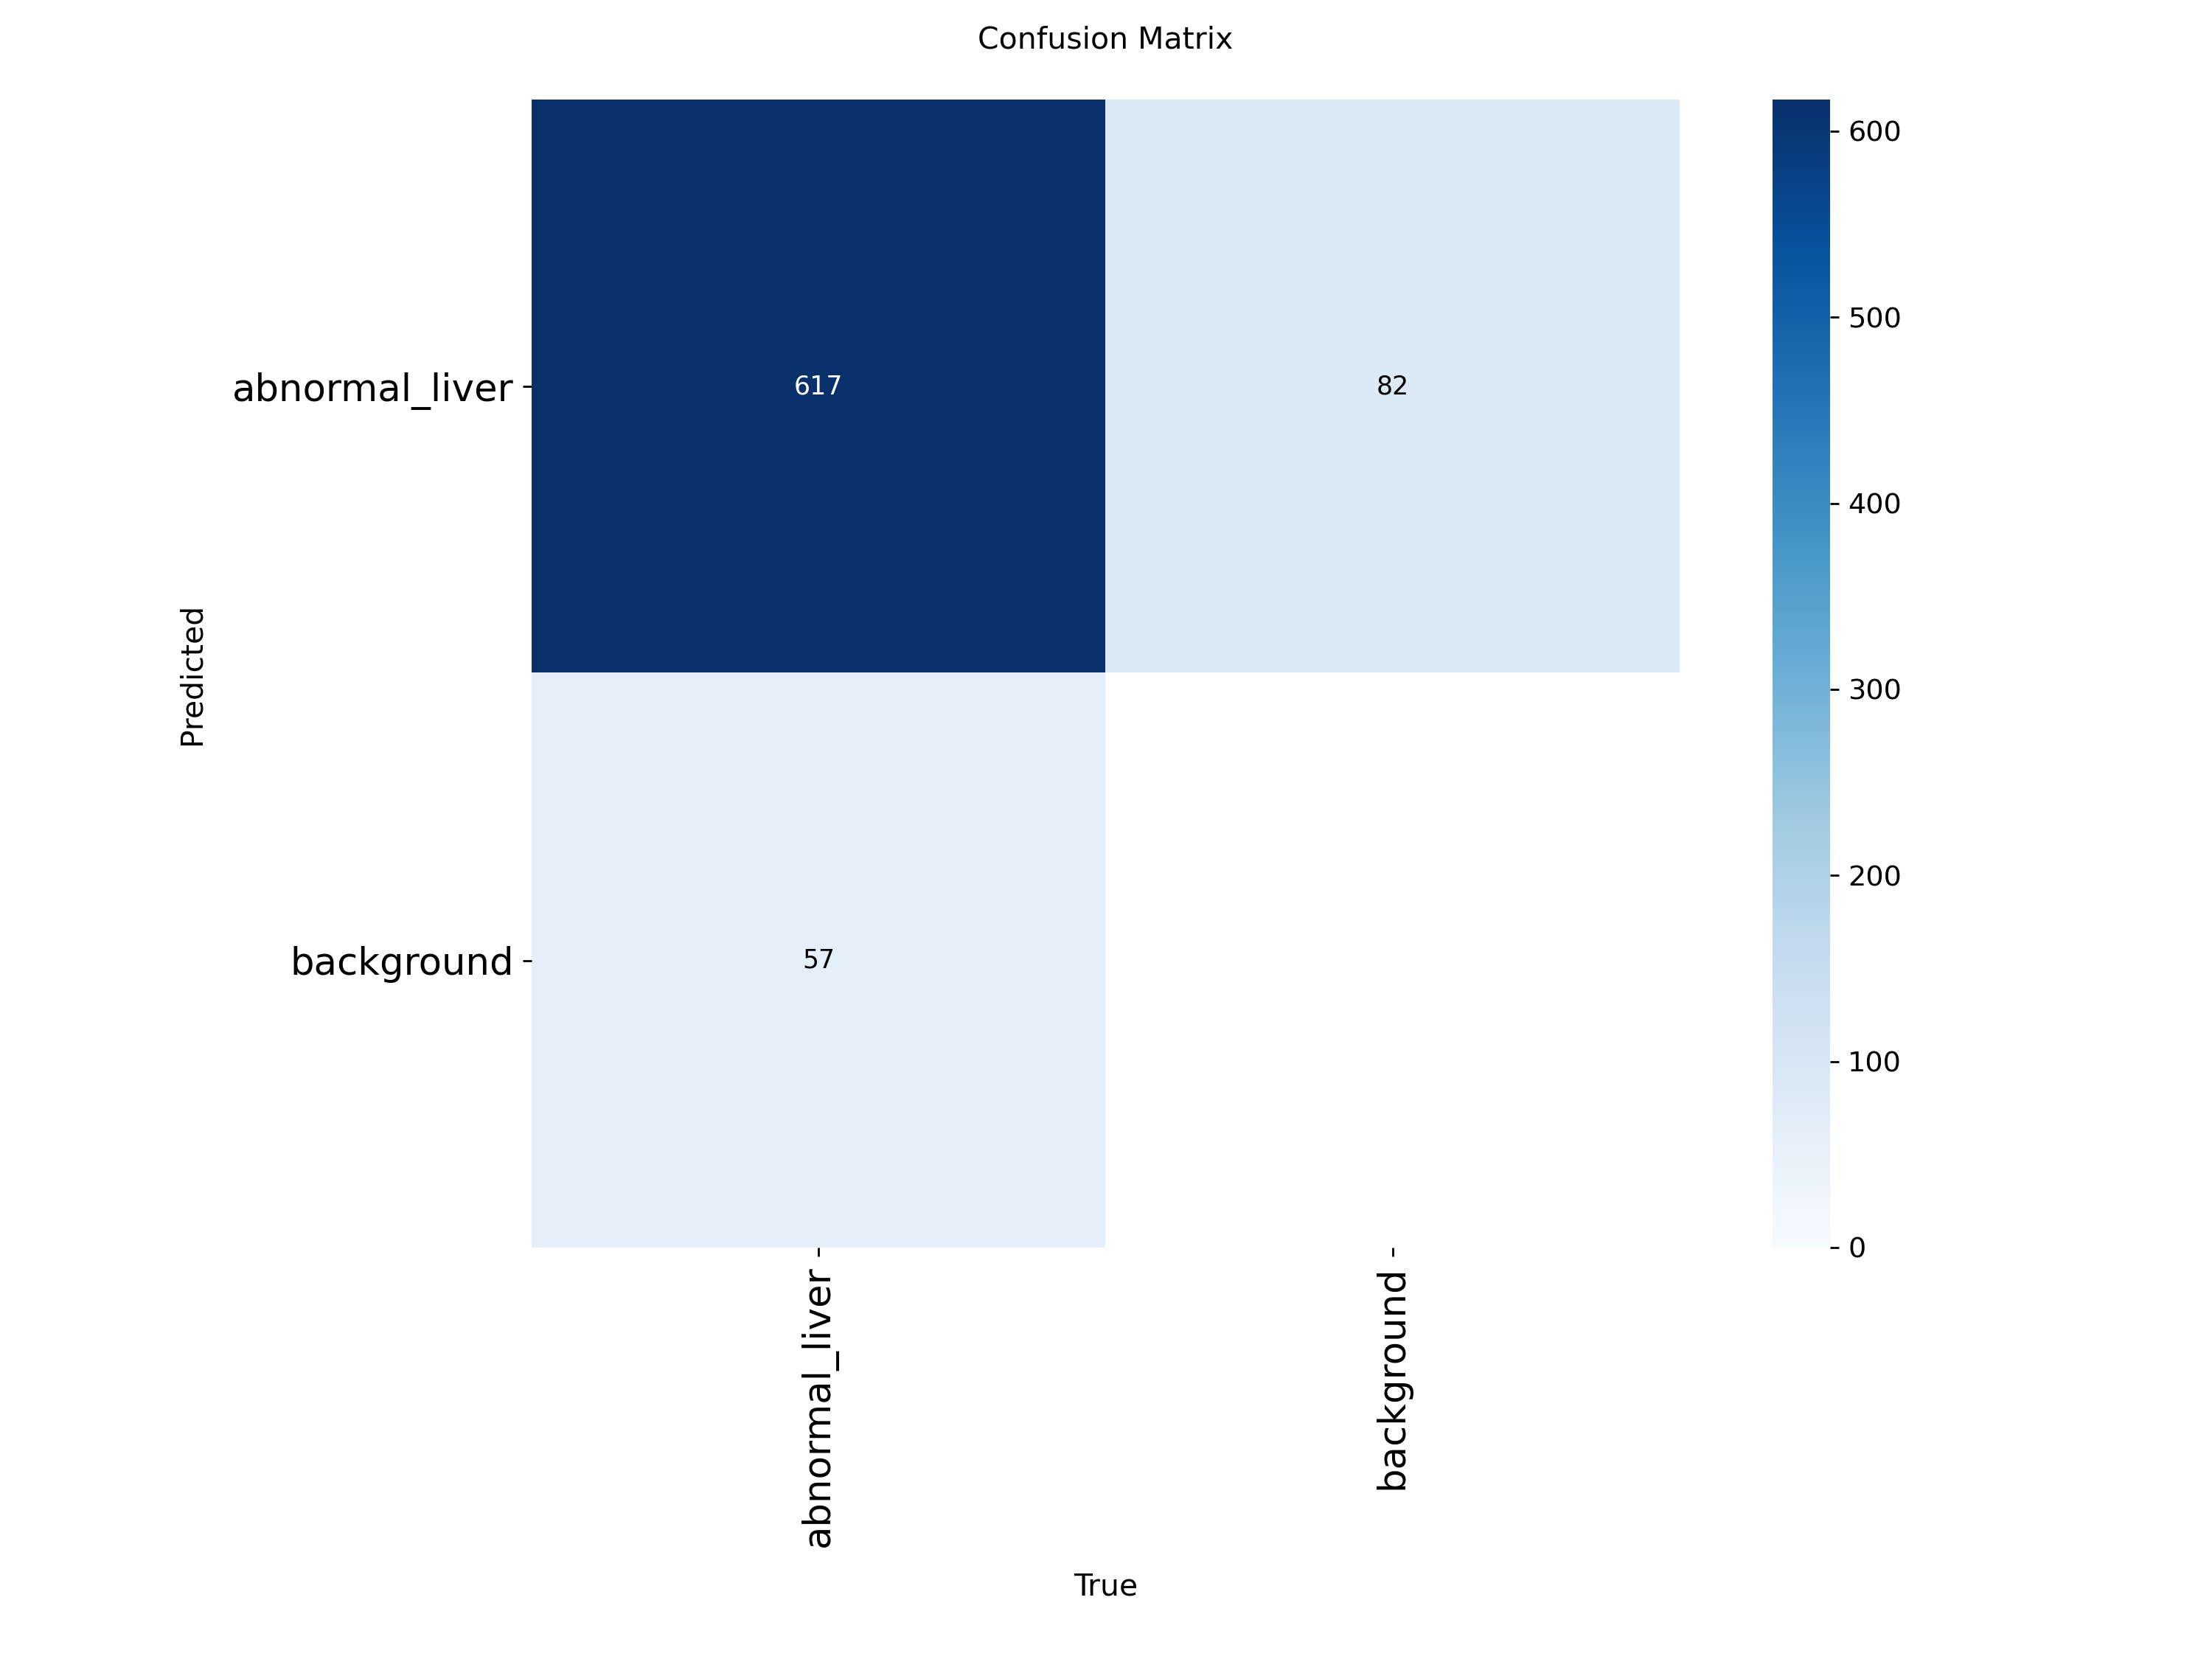 Confusion Matrix
abnormal_liver
617
82
Predicted
background
57
abnormal_liver
background
True
600
500
400
300
200
100
0